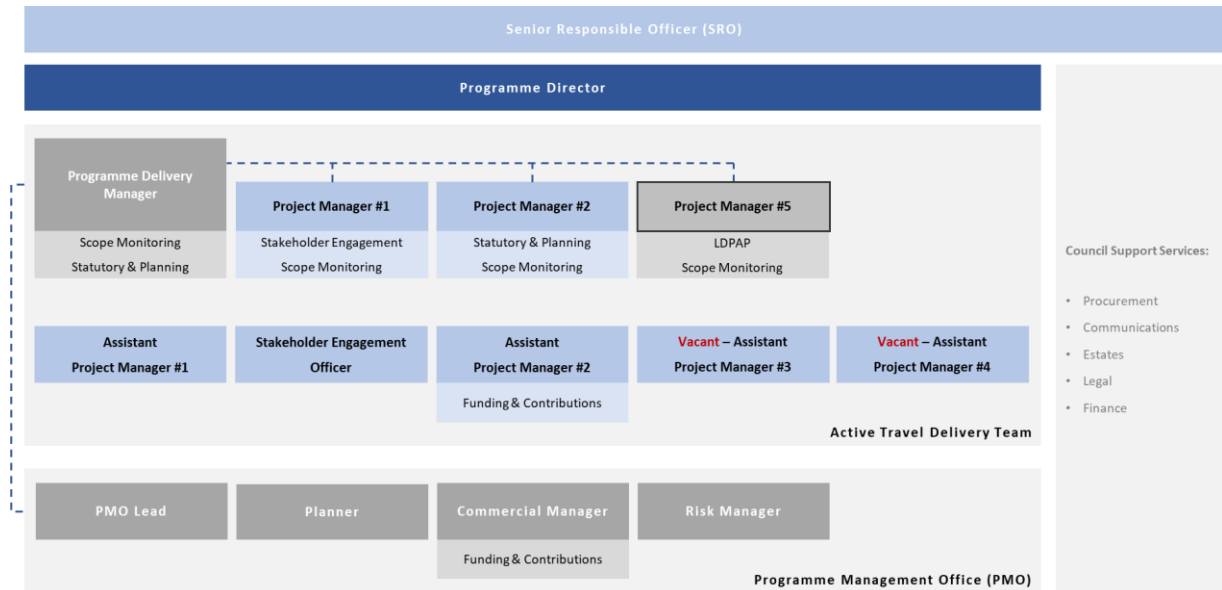 Senior Responsible Officer (SRO)
Programme Director
Programme Delivery
Manager
Scope Monitoring
Statutory & Planning
Project Manager #1
Stakeholder Engagement
Scope Monitoring
Project Manager #2
Statutory & Planning
Scope Monitoring
Project Manager #5
LDPAP
Scope Monitoring
Assistant
Project Manager #1
Stakeholder Engagement
Officer
Assistant
Project Manager #2
Funding & Contributions
Vacant – Assistant
Project Manager #3
Vacant – Assistant
Project Manager #4
Active Travel Delivery Team
PMO Lead
Planner
Commercial Manager
Funding & Contributions
Risk Manager
Programme Management Office (PMO)
Council Support Services:
• Procurement
• Communications
• Estates
• Legal
• Finance